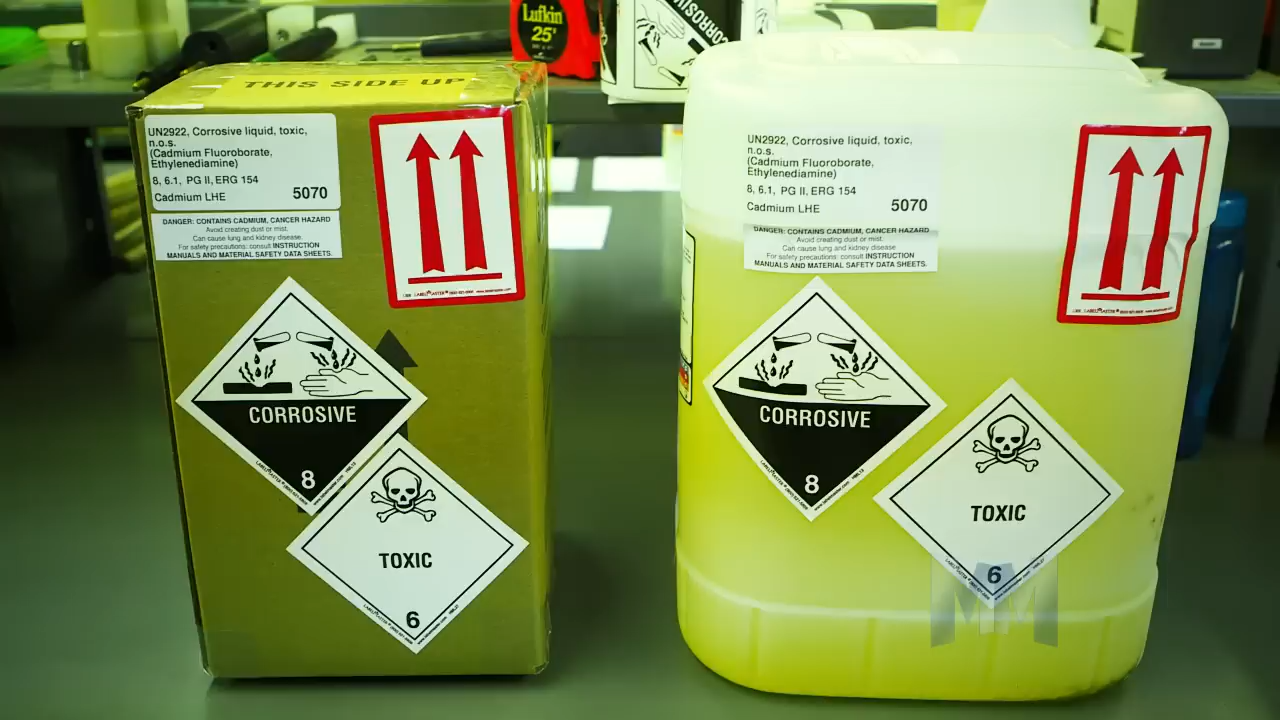 Lufkin
25'
CORROSIVE
THIS SIDE UP
UN2922, Corrosive liquid, toxic,
n.o.s.
(Cadmium Fluoroborate,
Ethylenediamine)
8, 6.1, PG II, ERG 154
Cadmium LHE 5070
DANGER: CONTAINS CADMIUM, CANCER HAZARD
Avoid creating dust or mist.
Can cause lung and kidney disease.
For safety precautions: consult INSTRUCTION
MANUALS AND MATERIAL SAFETY DATA SHEETS.
CORROSIVE
8
TOXIC
6
UN2922, Corrosive liquid, toxic,
n.o.s.
(Cadmium Fluoroborate,
Ethylenediamine)
8, 6.1, PG II, ERG 154
Cadmium LHE 5070
DANGER: CONTAINS CADMIUM, CANCER HAZARD
Avoid creating dust or mist.
Can cause lung and kidney disease
For safety precautions: consult INSTRUCTION
MANUALS AND MATERIAL SAFETY DATA SHEETS.
CORROSIVE
8
TOXIC
6
MM